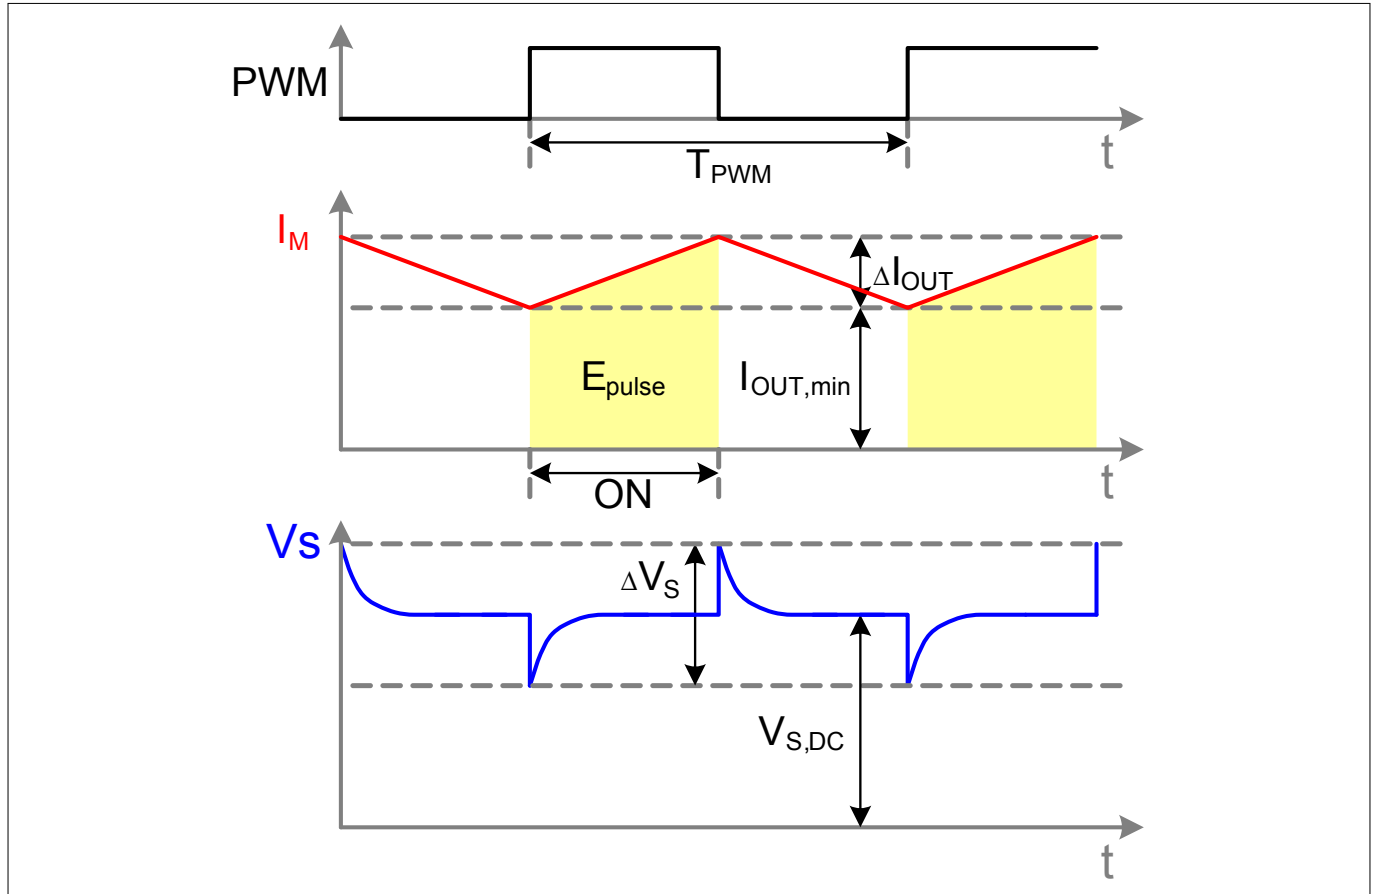 PWM
t
TPWM
IM
ΔIOUT
Epulse
IOUT,min
t
ON
Vs
ΔVS
VS,DC
t